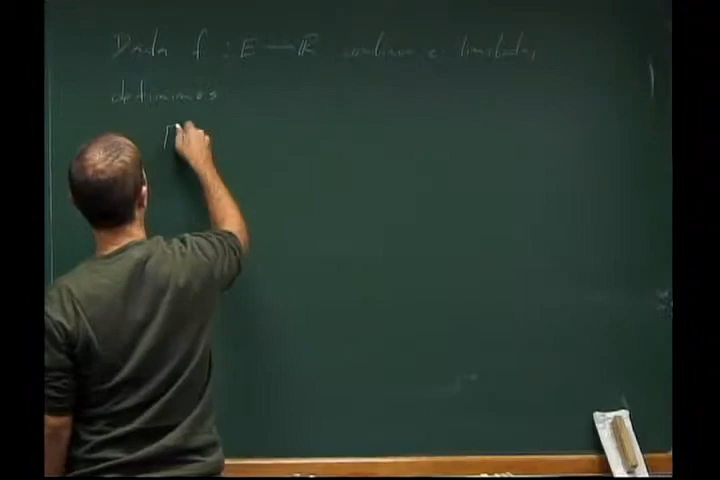 Dada f : E → ℝ contínua e limitada,
definimos